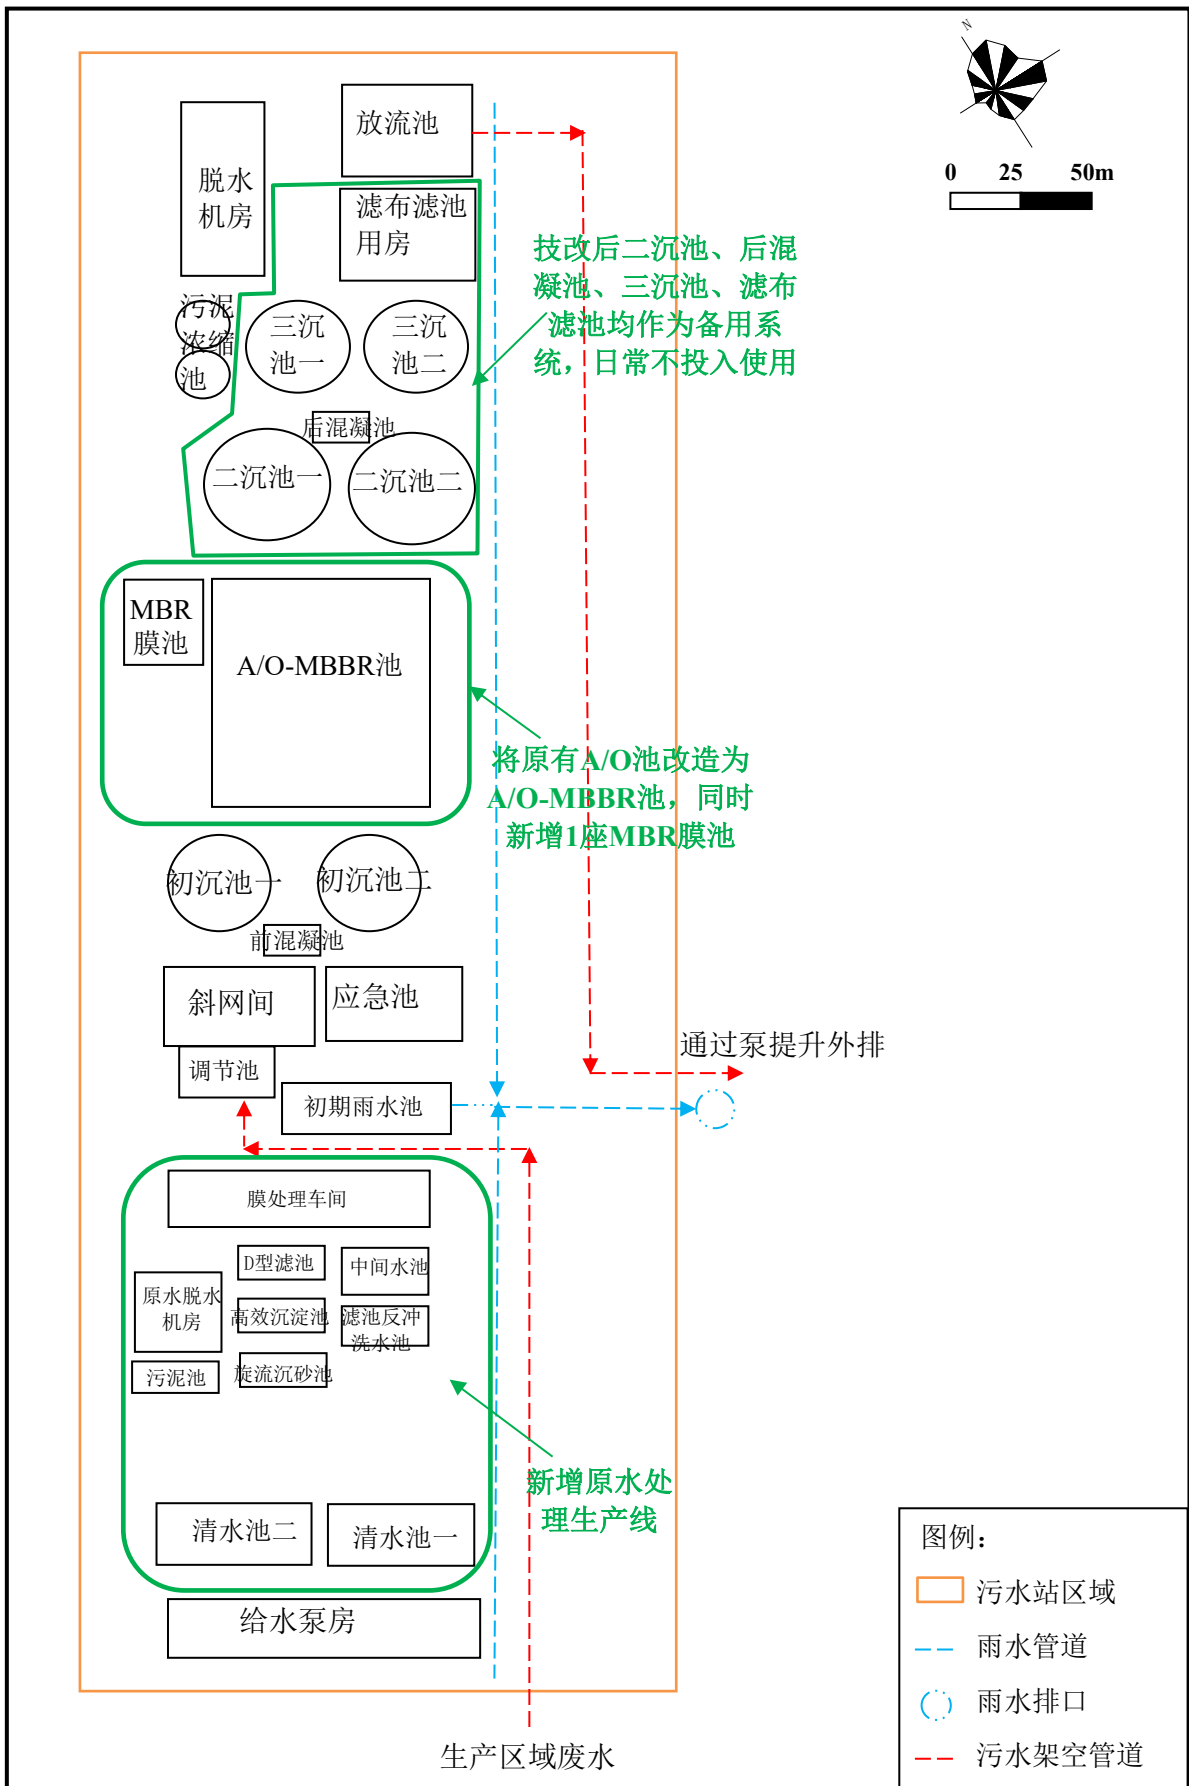 N
0 25 50m
放流池
脱水
机房
滤布滤池
用房
技改后二沉池、后混
凝池、三沉池、滤布
滤池均作为备用系
统，日常不投入使用
污泥
浓缩
池
三沉
池一
三沉
池二
后混凝池
二沉池一
二沉池二
MBR
膜池
A/O-MBBR池
将原有A/O池改造为
A/O-MBBR池，同时
新增1座MBR膜池
初沉池一
初沉池二
前混凝池
斜网间
应急池
调节池
通过泵提升外排
初期雨水池
膜处理车间
D型滤池
中间水池
原水脱水
机房
高效沉淀池
滤池反冲
洗水池
污泥池
旋流沉砂池
新增原水处
理生产线
清水池二
清水池一
给水泵房
生产区域废水
图例：
污水站区域
雨水管道
雨水排口
污水架空管道